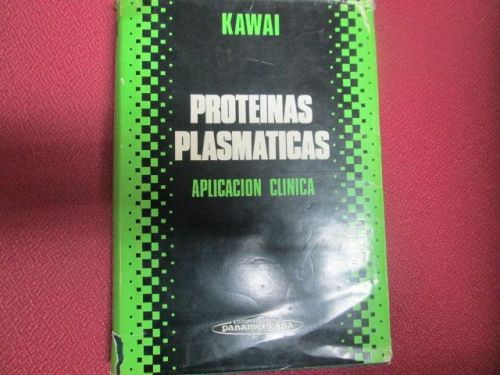 KAWAI
PROTEINAS
PLASMATICAS
APLICACION CLINICA
panamericana